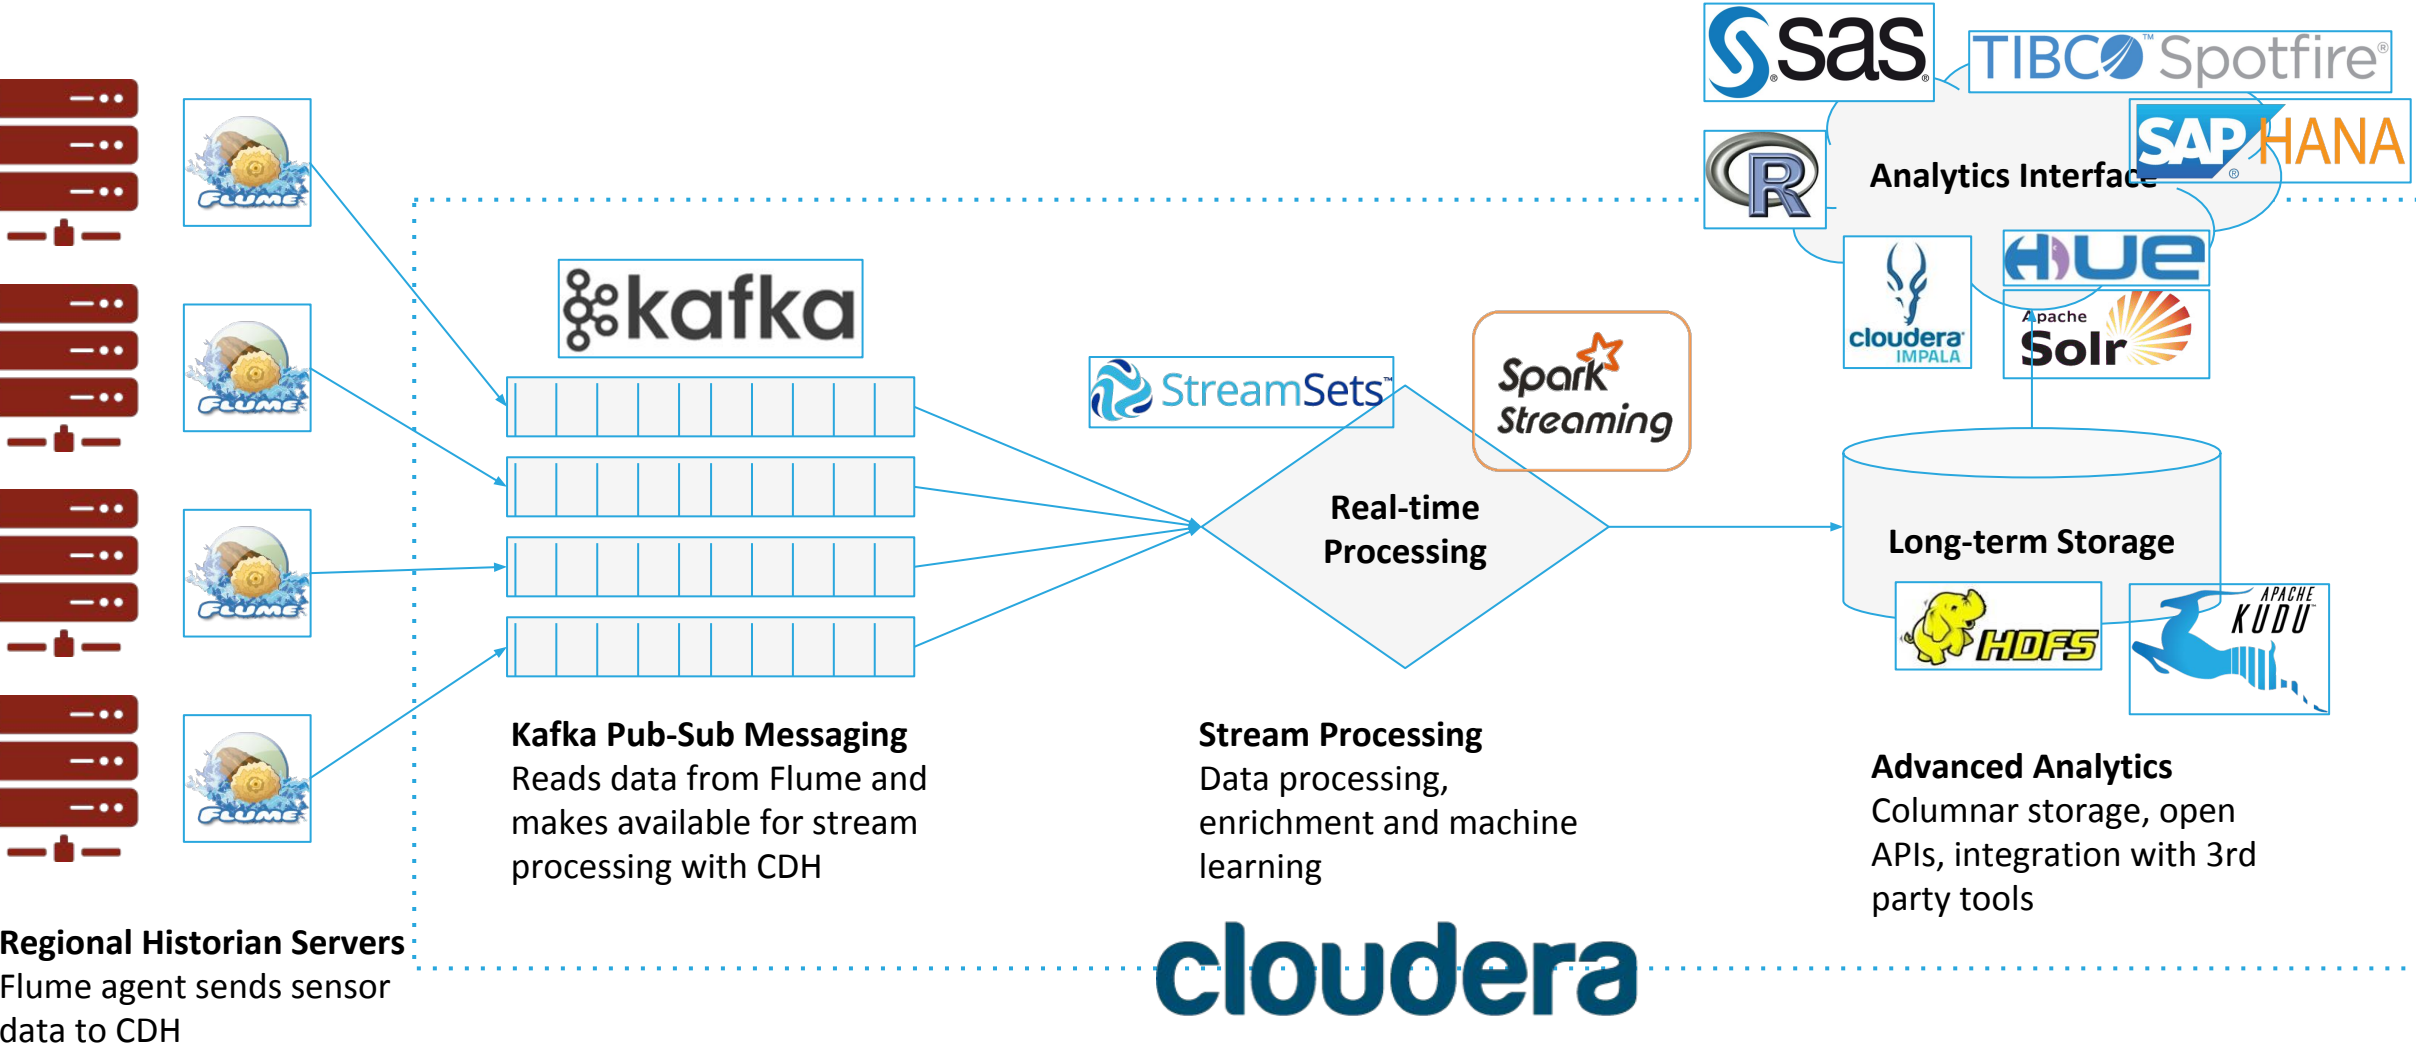 sas
TIBCO™ Spotfire®
SAP® HANA
R
Analytics Interface
HUE
cloudera®
IMPALA
Apache
Solr
FLUME
FLUME
FLUME
FLUME
kafka
StreamSets™
Spark
Streaming
Real-time
Processing
Long-term Storage
HDFS
APACHE
KUDU™
Kafka Pub-Sub Messaging
Reads data from Flume and
makes available for stream
processing with CDH
Stream Processing
Data processing,
enrichment and machine
learning
Advanced Analytics
Columnar storage, open
APIs, integration with 3rd
party tools
Regional Historian Servers
Flume agent sends sensor
data to CDH
cloudera